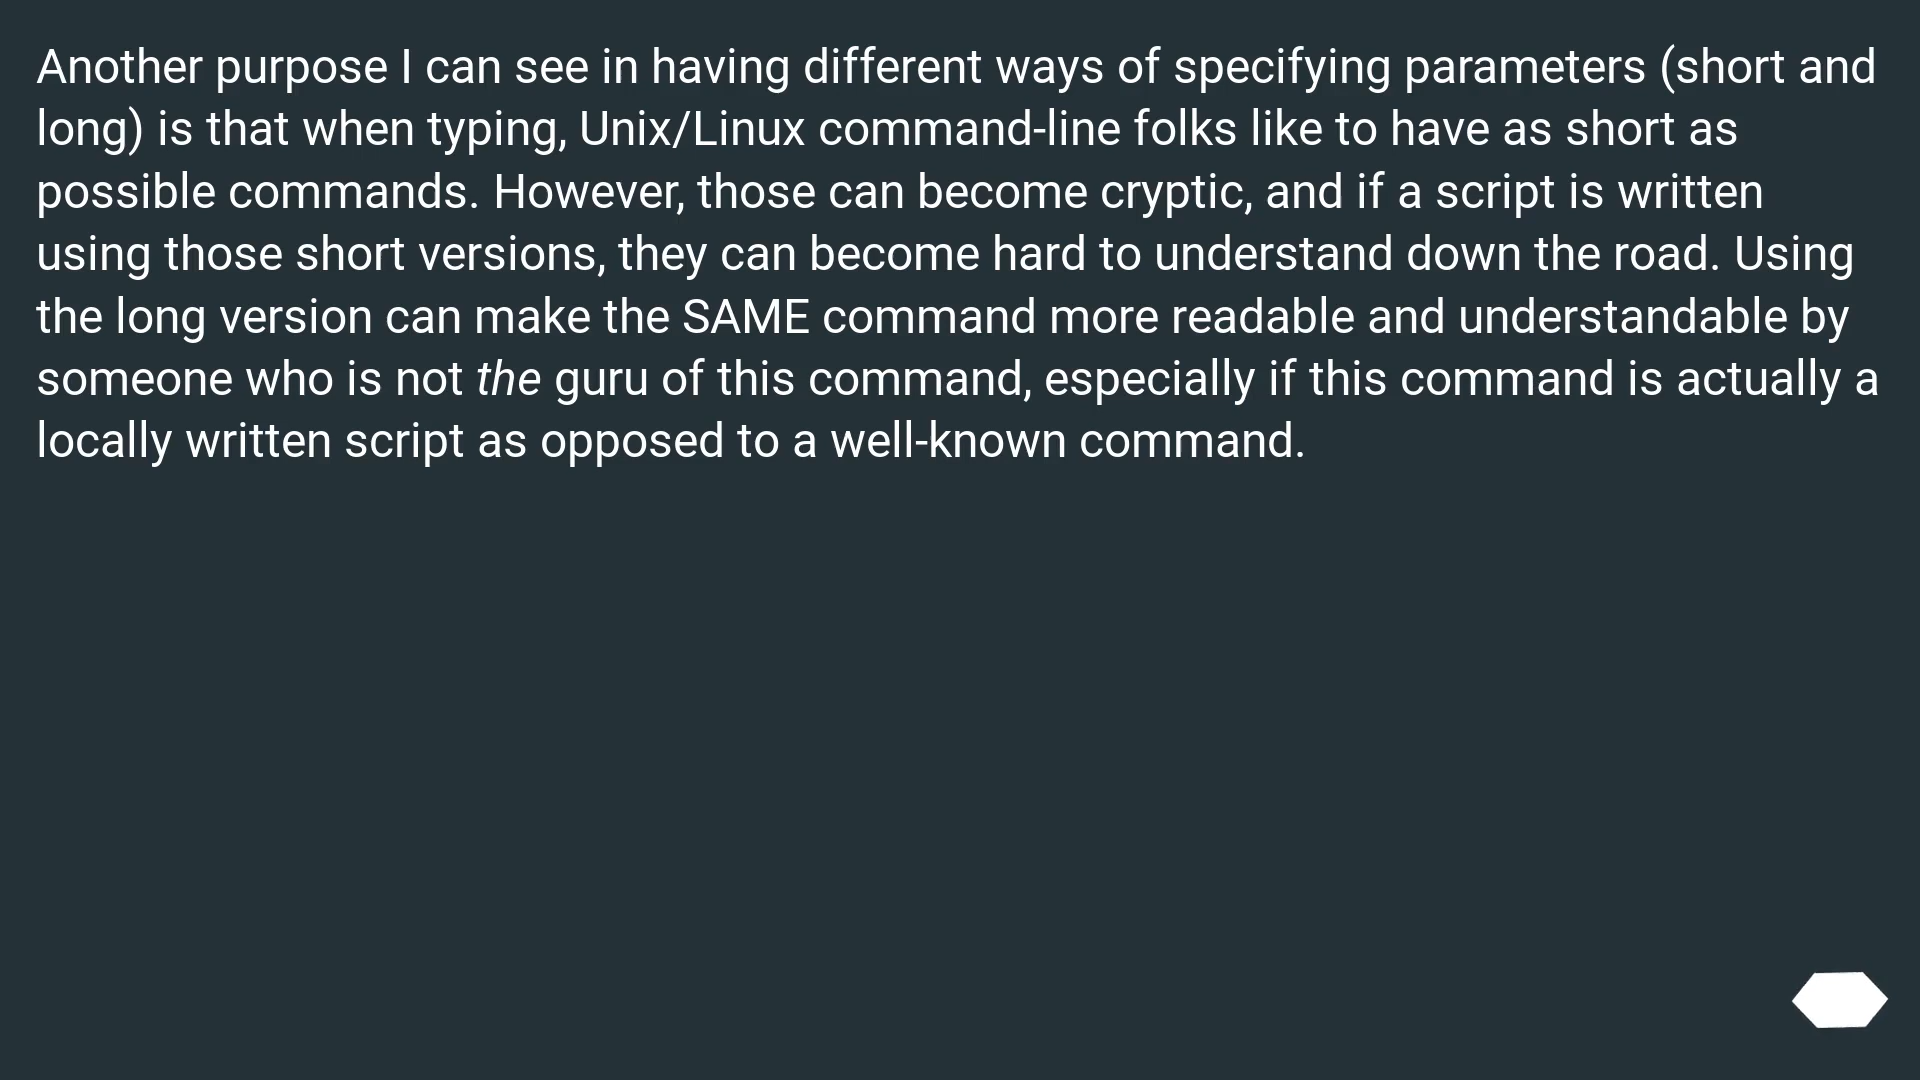 Another purpose I can see in having different ways of specifying parameters (short and
long) is that when typing, Unix/Linux command-line folks like to have as short as
possible commands. However, those can become cryptic, and if a script is written
using those short versions, they can become hard to understand down the road. Using
the long version can make the SAME command more readable and understandable by
someone who is not the guru of this command, especially if this command is actually a
locally written script as opposed to a well-known command.